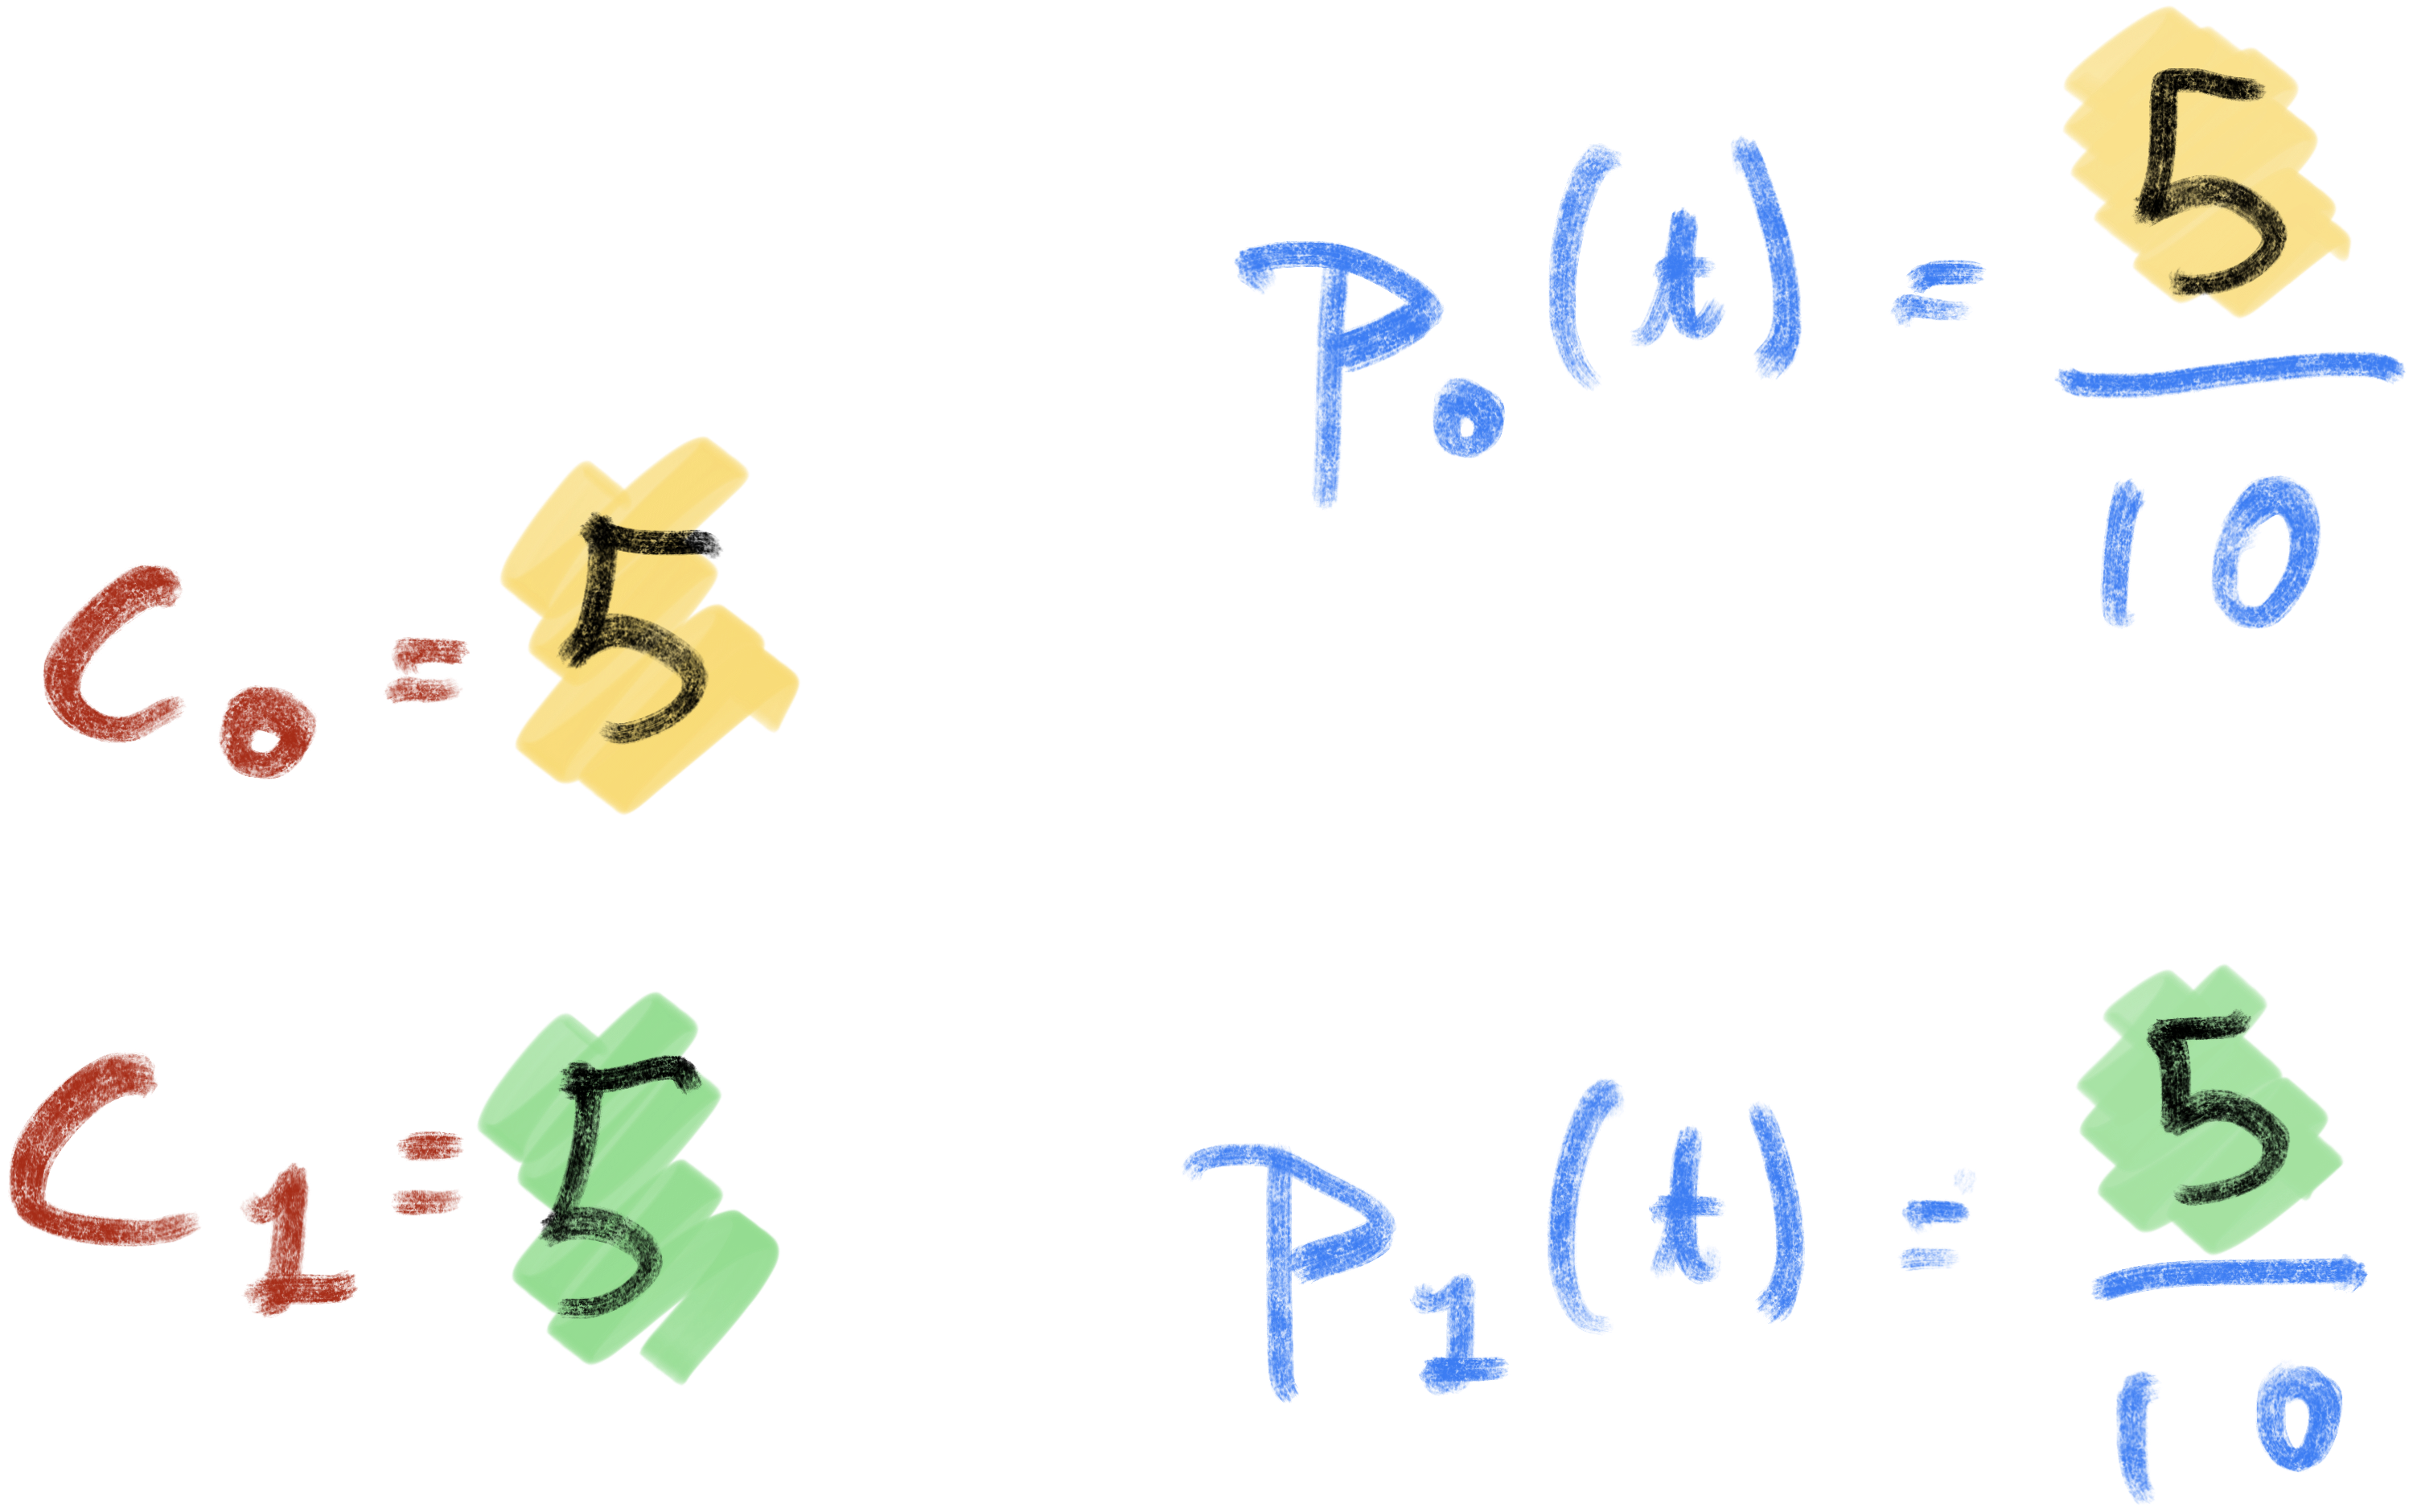 P₀(t) = 5/10
C₀ = 5
C₁ = 5
P₁(t) = 5/10